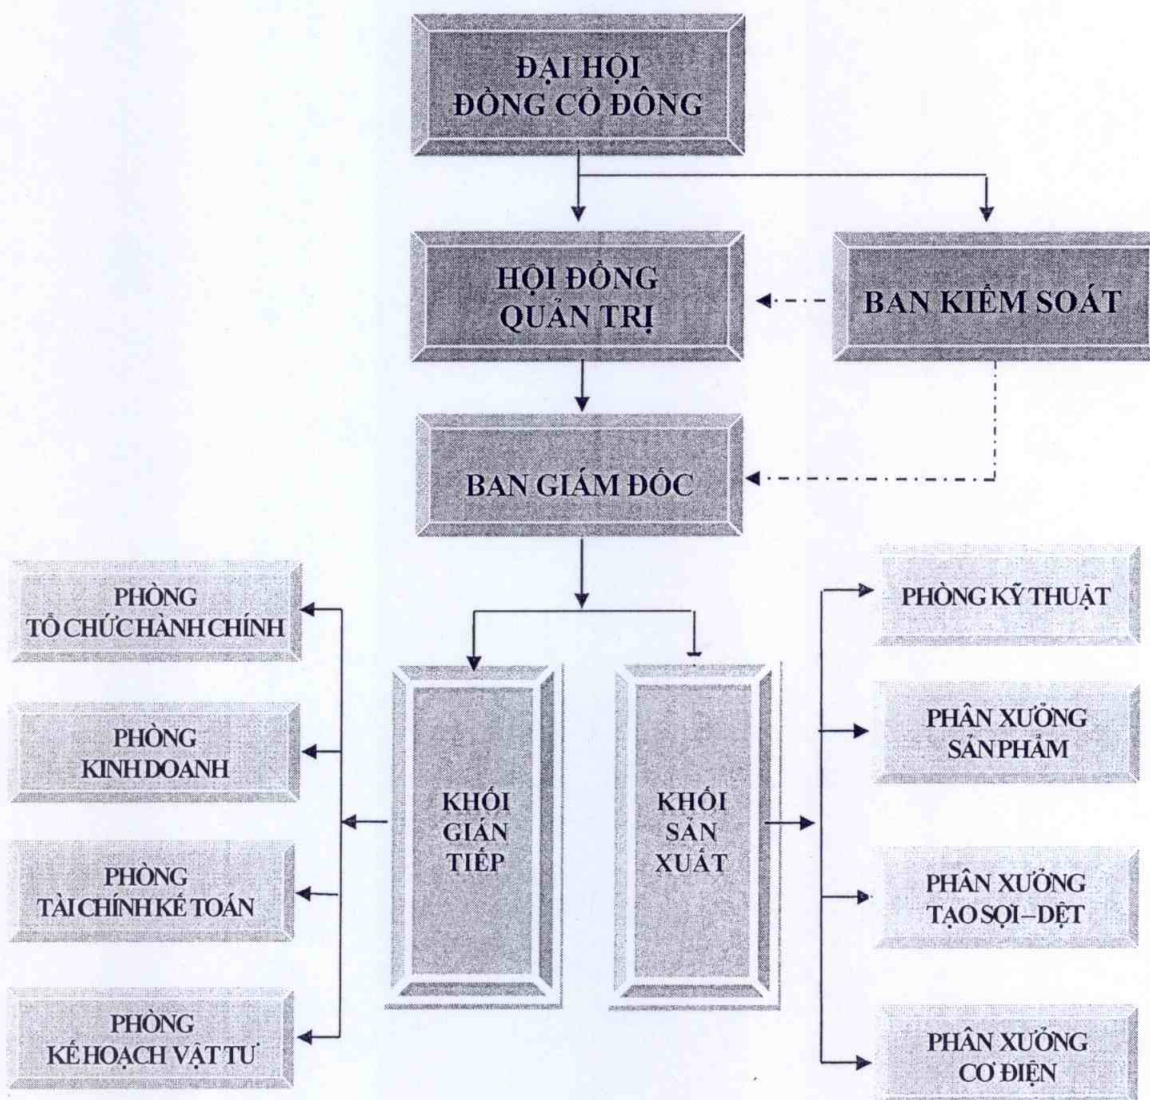 ĐẠI HỘI
ĐỒNG CỔ ĐÔNG
HỘI ĐỒNG
QUẢN TRỊ
BAN KIỂM SOÁT
BAN GIÁM ĐỐC
PHÒNG
TỔ CHỨC HÀNH CHÍNH
PHÒNG
KINH DOANH
PHÒNG
TÀI CHÍNH KẾ TOÁN
PHÒNG
KẾ HOẠCH VẬT TƯ
KHỐI
GIÁN
TIẾP
KHỐI
SẢN
XUẤT
PHÒNG KỸ THUẬT
PHÂN XƯỞNG
SẢN PHẨM
PHÂN XƯỞNG
TẠO SỢI – DỆT
PHÂN XƯỞNG
CƠ ĐIỆN